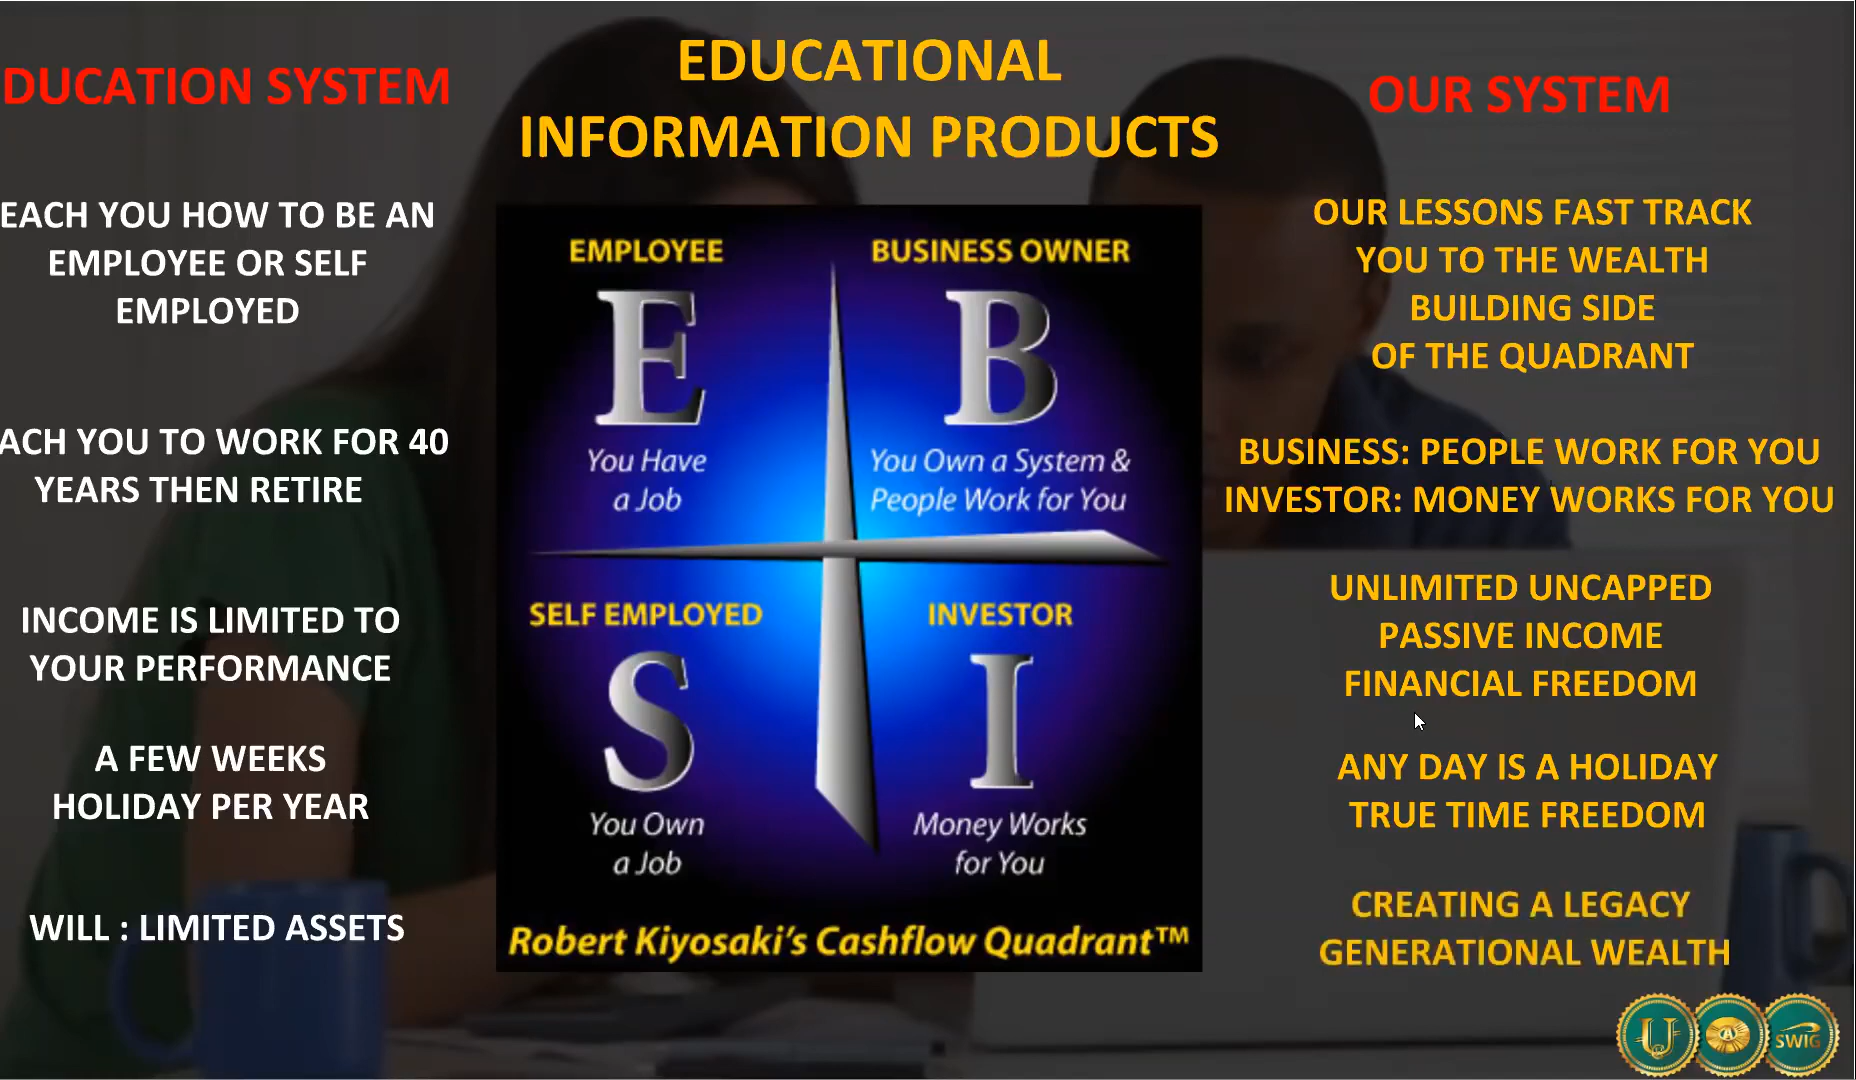 DUCATION SYSTEM
EACH YOU HOW TO BE AN
EMPLOYEE OR SELF
EMPLOYED
ACH YOU TO WORK FOR 40
YEARS THEN RETIRE
INCOME IS LIMITED TO
YOUR PERFORMANCE
A FEW WEEKS
HOLIDAY PER YEAR
WILL : LIMITED ASSETS
EDUCATIONAL
INFORMATION PRODUCTS
EMPLOYEE
E
You Have
a Job
BUSINESS OWNER
B
You Own a System &
People Work for You
SELF EMPLOYED
S
You Own
a Job
INVESTOR
I
Money Works
for You
Robert Kiyosaki's Cashflow Quadrant™
OUR SYSTEM
OUR LESSONS FAST TRACK
YOU TO THE WEALTH
BUILDING SIDE
OF THE QUADRANT
BUSINESS: PEOPLE WORK FOR YOU
INVESTOR: MONEY WORKS FOR YOU
UNLIMITED UNCAPPED
PASSIVE INCOME
FINANCIAL FREEDOM
ANY DAY IS A HOLIDAY
TRUE TIME FREEDOM
CREATING A LEGACY
GENERATIONAL WEALTH
SWIG